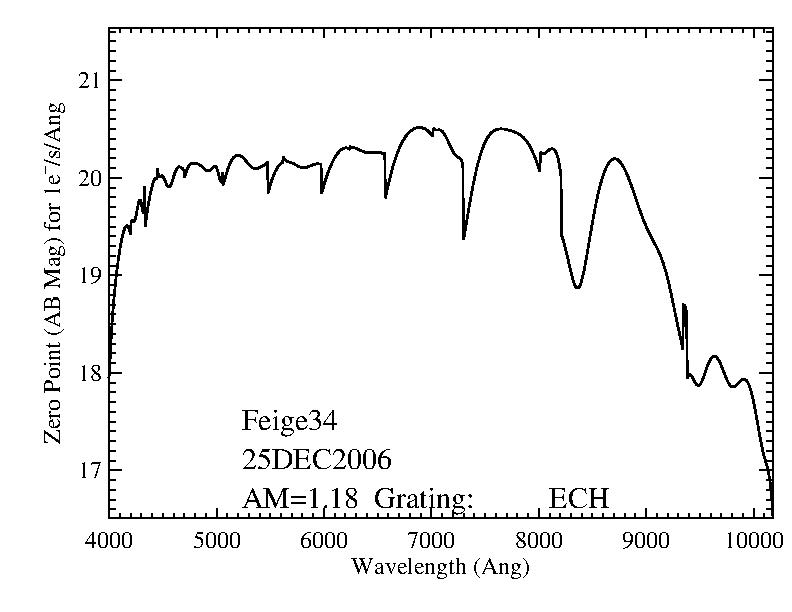 21
20
19
18
17
Zero Point (AB Mag) for 1e⁻/s/Ang
Feige34
25DEC2006
AM=1.18 Grating: ECH
4000 5000 6000 7000 8000 9000 10000
Wavelength (Ang)